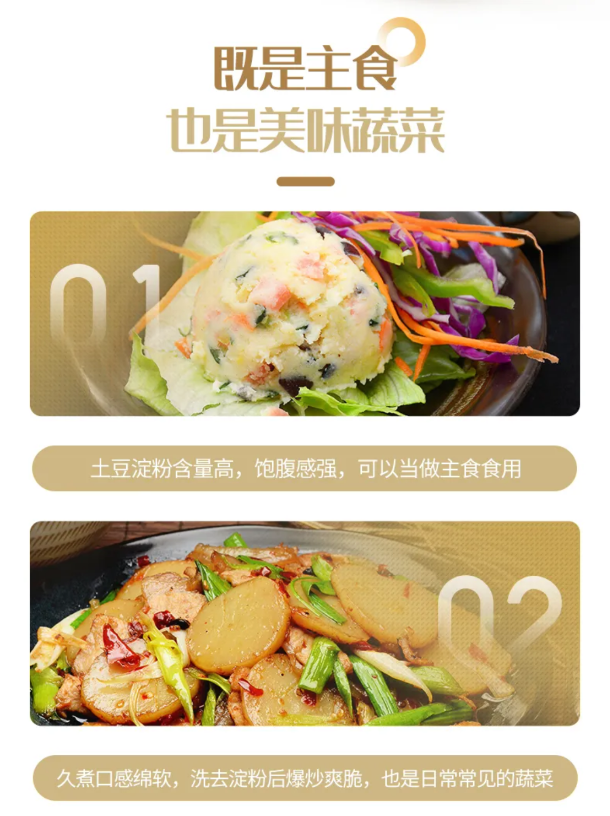 既是主食
也是美味蔬菜
01
土豆淀粉含量高，饱腹感强，可以当做主食食用
02
久煮口感绵软，洗去淀粉后爆炒爽脆，也是日常常见的蔬菜